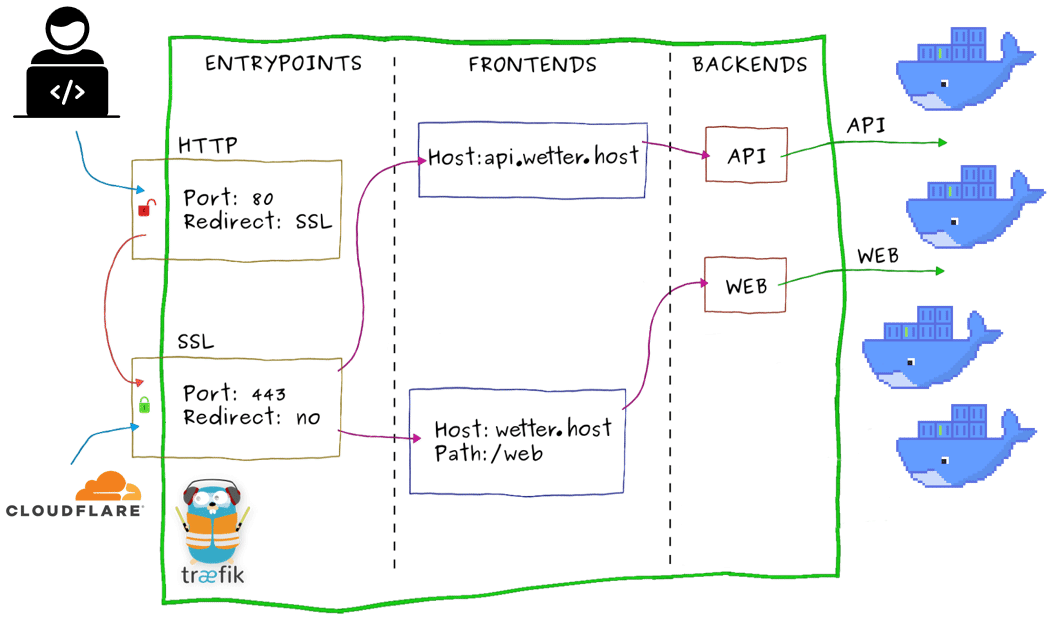 </>
ENTRYPOINTS
FRONTENDS
BACKENDS
HTTP
Port: 80
Redirect: SSL
Host:api.wetter.host
API
API
WEB
WEB
SSL
Port: 443
Redirect: no
Host: wetter.host
Path:/web
CLOUDFLARE
træfik